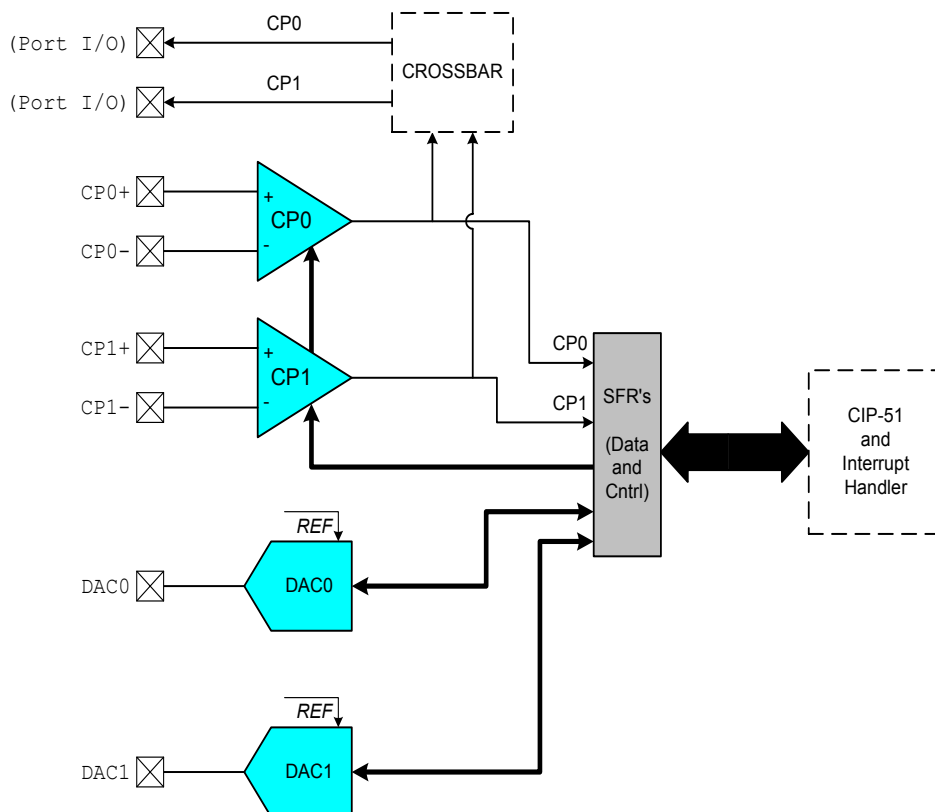 (Port I/O)
CP0
CROSSBAR
(Port I/O)
CP1
CP0+
+
CP0
CP0-
-
CP1+
+
CP1
CP1-
-
CP0
CP1
SFR's
(Data
and
Cntrl)
CIP-51
and
Interrupt
Handler
REF
DAC0
DAC0
REF
DAC1
DAC1